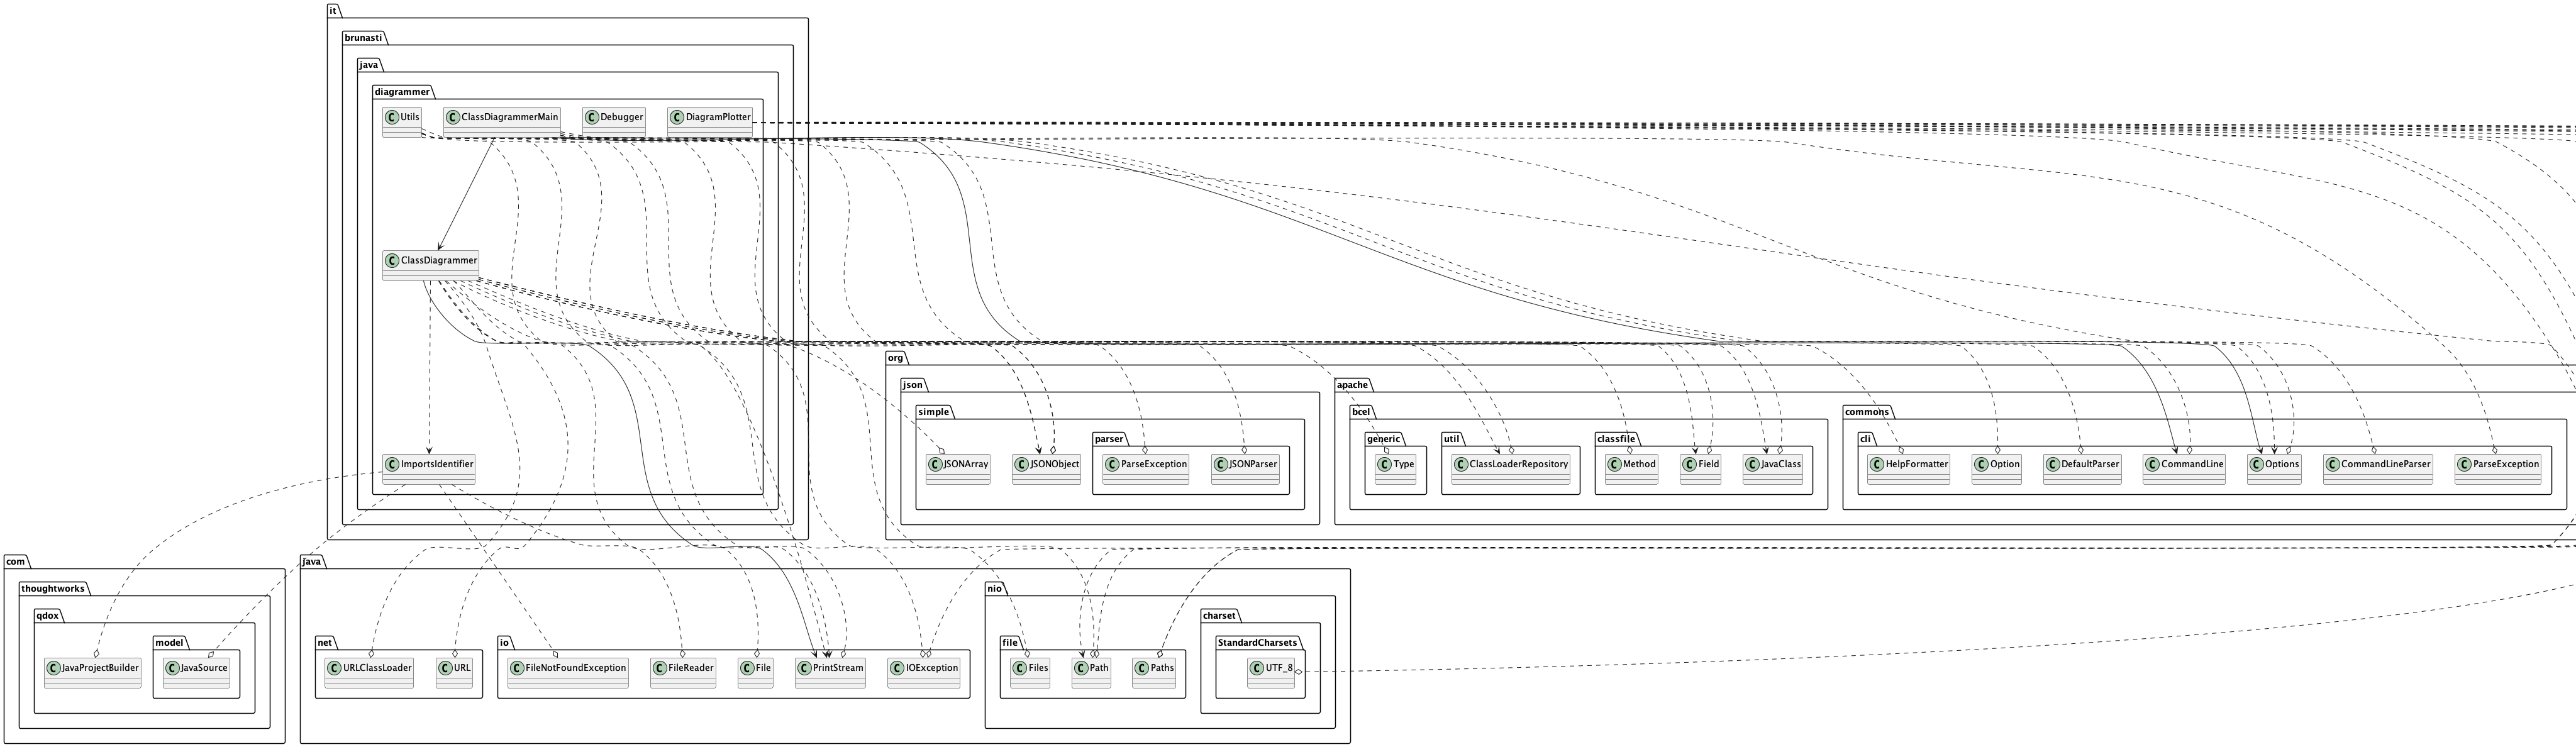 it
brunasti
java
diagrammer
C Utils
C ClassDiagrammerMain
C Debugger
C DiagramPlotter
C ClassDiagrammer
C ImportsIdentifier
org
json
simple
C JSONArray
C JSONObject
parser
C ParseException
C JSONParser
apache
bcel
generic
C Type
util
C ClassLoaderRepository
classfile
C Method
C Field
C JavaClass
commons
cli
C HelpFormatter
C Option
C DefaultParser
C CommandLine
C Options
C CommandLineParser
C ParseException
com
thoughtworks
qdox
C JavaProjectBuilder
model
C JavaSource
java
net
C URLClassLoader
C URL
io
C FileNotFoundException
C FileReader
C File
C PrintStream
C IOException
nio
file
C Files
C Path
C Paths
charset
StandardCharsets
C UTF_8